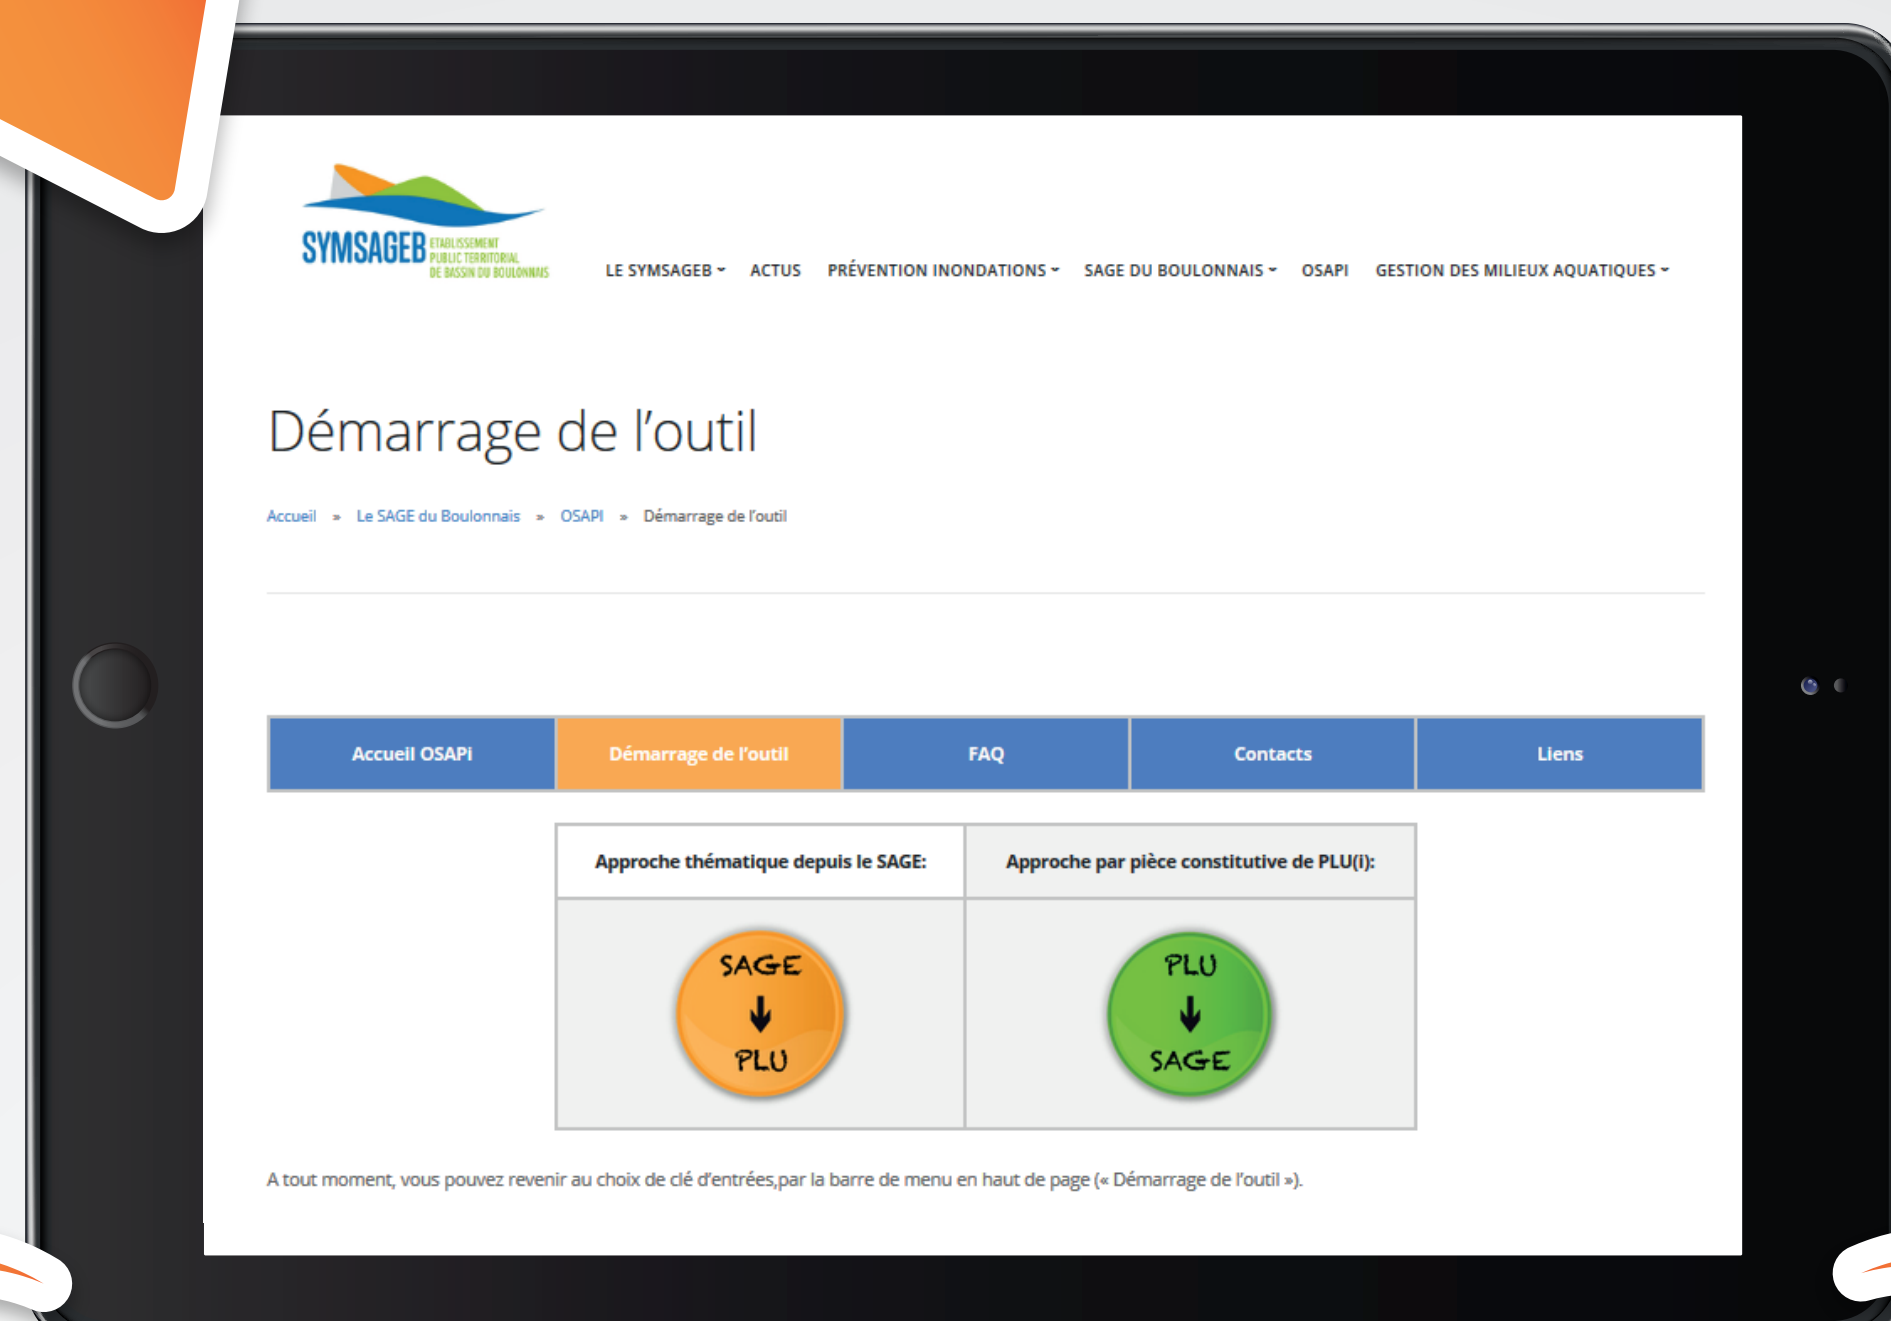 SYMSAGEB
ETABLISSEMENT
PUBLIC TERRITORIAL
DE BASSIN DU BOULONNAIS
LE SYMSAGEB ACTUS PRÉVENTION INONDATIONS SAGE DU BOULONNAIS OSAPI GESTION DES MILIEUX AQUATIQUES
Démarrage de l'outil
Accueil » Le SAGE du Boulonnais » OSAPI » Démarrage de l'outil
Accueil OSAPi Démarrage de l'outil FAQ Contacts Liens
Approche thématique depuis le SAGE: Approche par pièce constitutive de PLU(i):
SAGE
PLU
PLU
SAGE
A tout moment, vous pouvez revenir au choix de clé d'entrées,par la barre de menu en haut de page (« Démarrage de l'outil »).